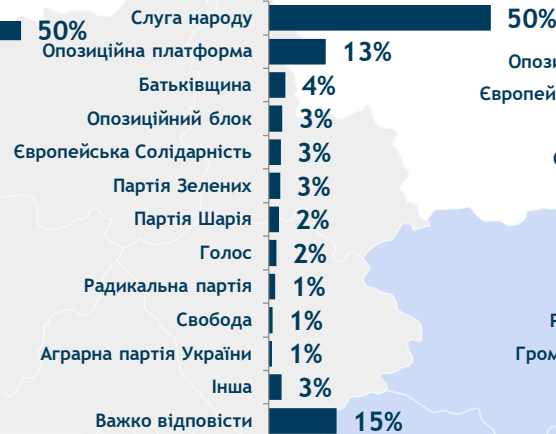 50%
Слуга народу 50%
Опозиційна платформа 13%
Батьківщина 4%
Опозиційний блок 3%
Європейська Солідарність 3%
Партія Зелених 3%
Партія Шарія 2%
Голос 2%
Радикальна партія 1%
Свобода 1%
Аграрна партія України 1%
Інша 3%
Важко відповісти 15%